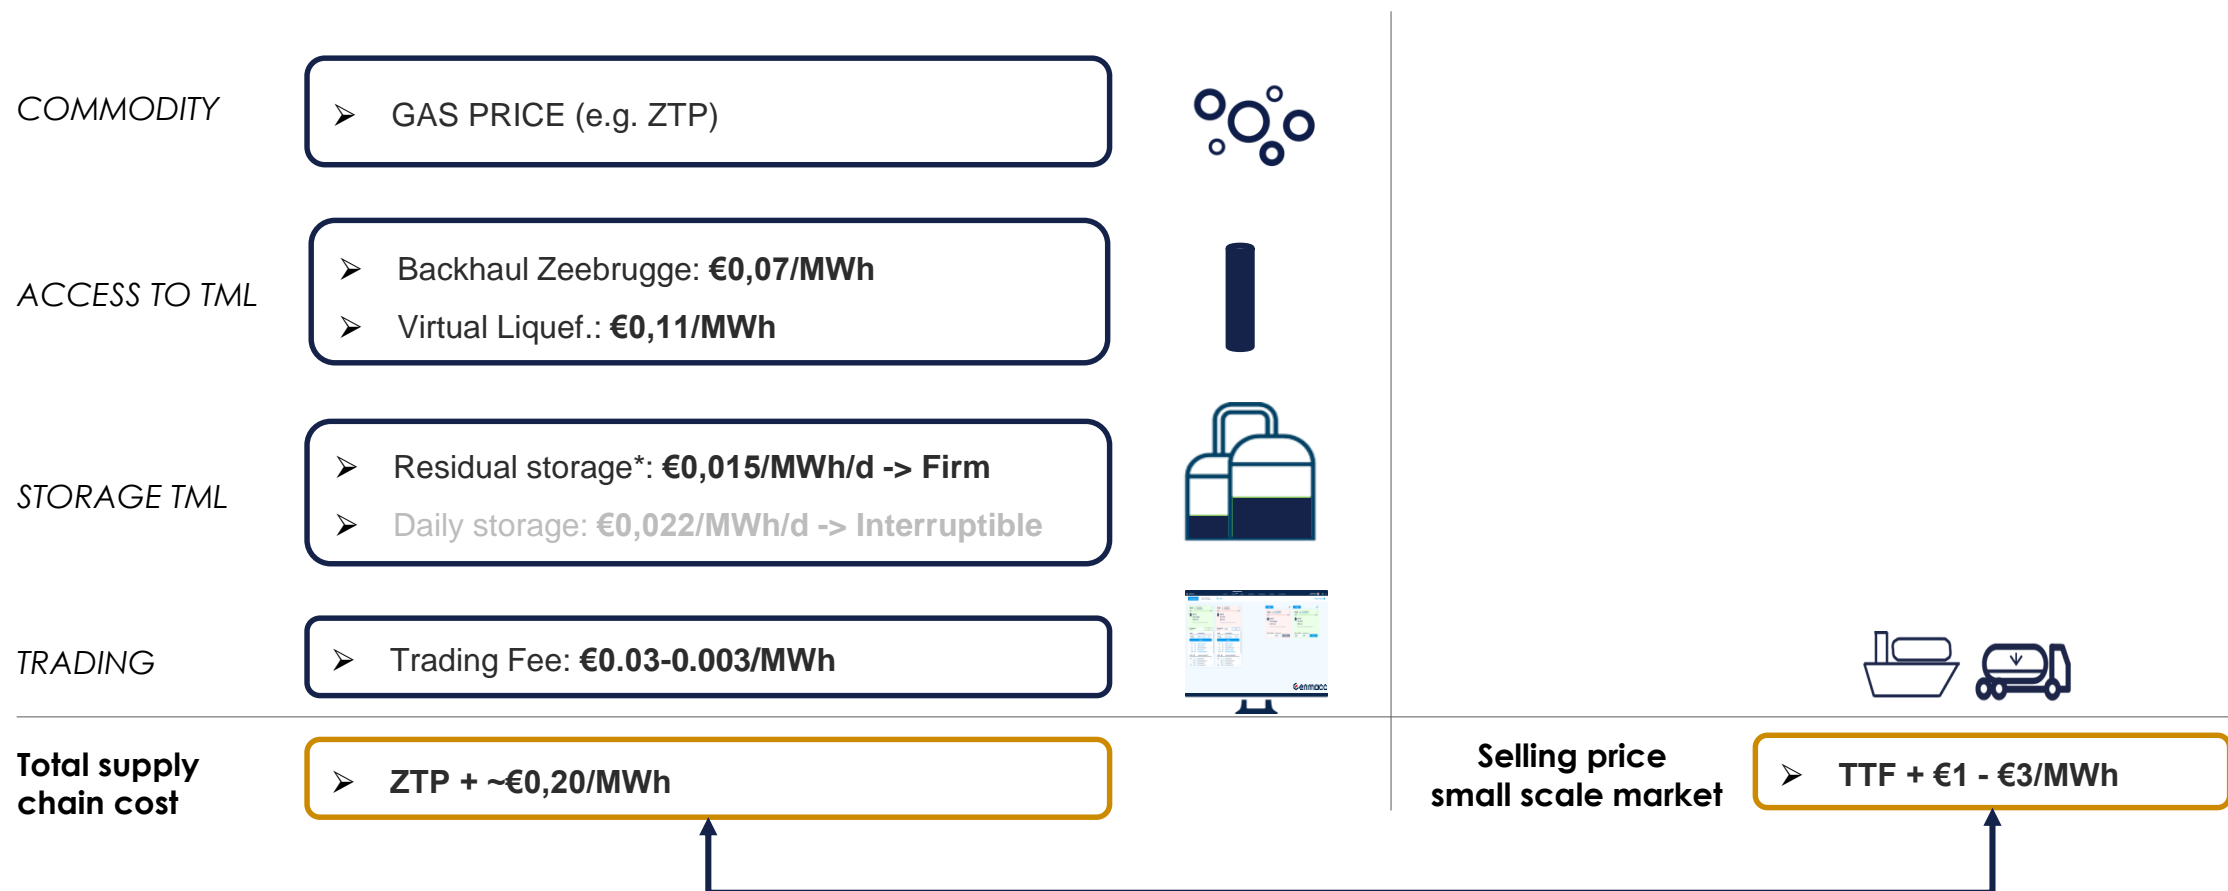 COMMODITY
➢ GAS PRICE (e.g. ZTP)
ACCESS TO TML
➢ Backhaul Zeebrugge: €0,07/MWh
➢ Virtual Liquef.: €0,11/MWh
STORAGE TML
➢ Residual storage*: €0,015/MWh/d -> Firm
➢ Daily storage: €0,022/MWh/d -> Interruptible
TRADING
➢ Trading Fee: €0.03-0.003/MWh
enmacc
Total supply
chain cost
➢ ZTP + ~€0,20/MWh
Selling price
small scale market
➢ TTF + €1 - €3/MWh